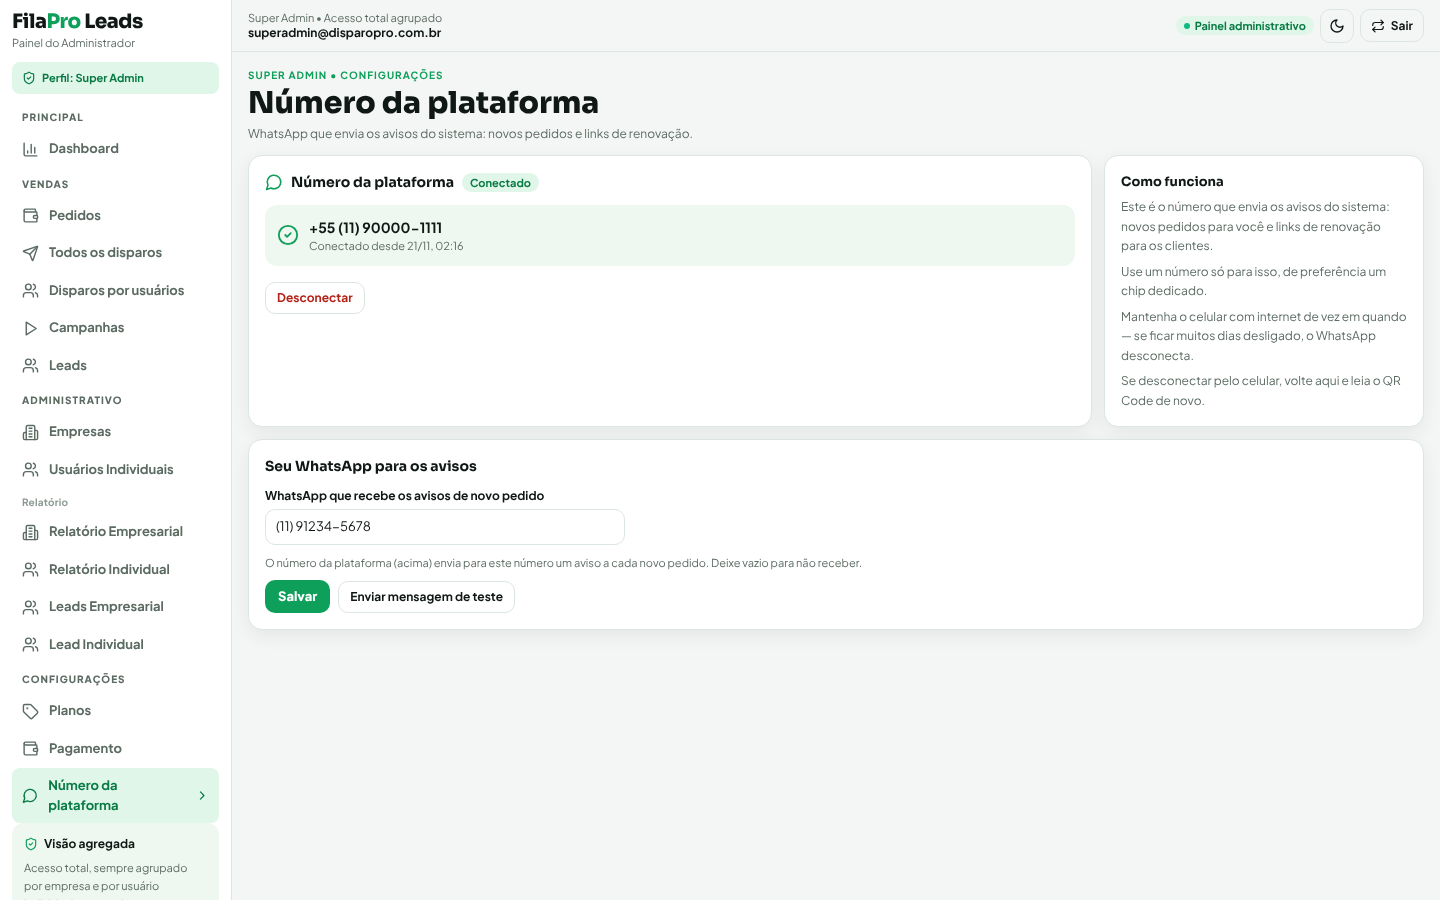 FilaPro Leads
Painel do Administrador
Perfil: Super Admin
PRINCIPAL
Dashboard
VENDAS
Pedidos
Todos os disparos
Disparos por usuários
Campanhas
Leads
ADMINISTRATIVO
Empresas
Usuários Individuais
Relatório
Relatório Empresarial
Relatório Individual
Leads Empresarial
Lead Individual
CONFIGURAÇÕES
Planos
Pagamento
Número da
plataforma
Visão agregada
Acesso total, sempre agrupado
por empresa e por usuário
Super Admin • Acesso total agrupado
superadmin@disparopro.com.br
Painel administrativo
Sair
SUPER ADMIN • CONFIGURAÇÕES
Número da plataforma
WhatsApp que envia os avisos do sistema: novos pedidos e links de renovação.
Número da plataforma
Conectado
+55 (11) 90000-1111
Conectado desde 21/11, 02:16
Desconectar
Como funciona
Este é o número que envia os avisos do sistema:
novos pedidos para você e links de renovação
para os clientes.
Use um número só para isso, de preferência um
chip dedicado.
Mantenha o celular com internet de vez em quando
— se ficar muitos dias desligado, o WhatsApp
desconecta.
Se desconectar pelo celular, volte aqui e leia o QR
Code de novo.
Seu WhatsApp para os avisos
WhatsApp que recebe os avisos de novo pedido
(11) 91234-5678
O número da plataforma (acima) envia para este número um aviso a cada novo pedido. Deixe vazio para não receber.
Salvar
Enviar mensagem de teste